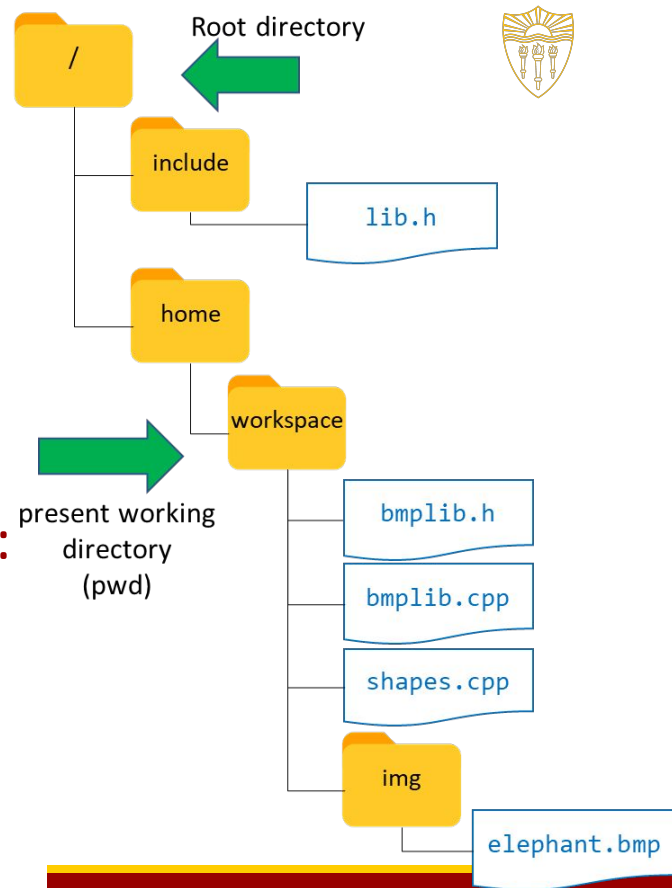 Root directory
/
include
lib.h
home
workspace
present working
directory
(pwd)
:
bmplib.h
bmplib.cpp
shapes.cpp
img
elephant.bmp